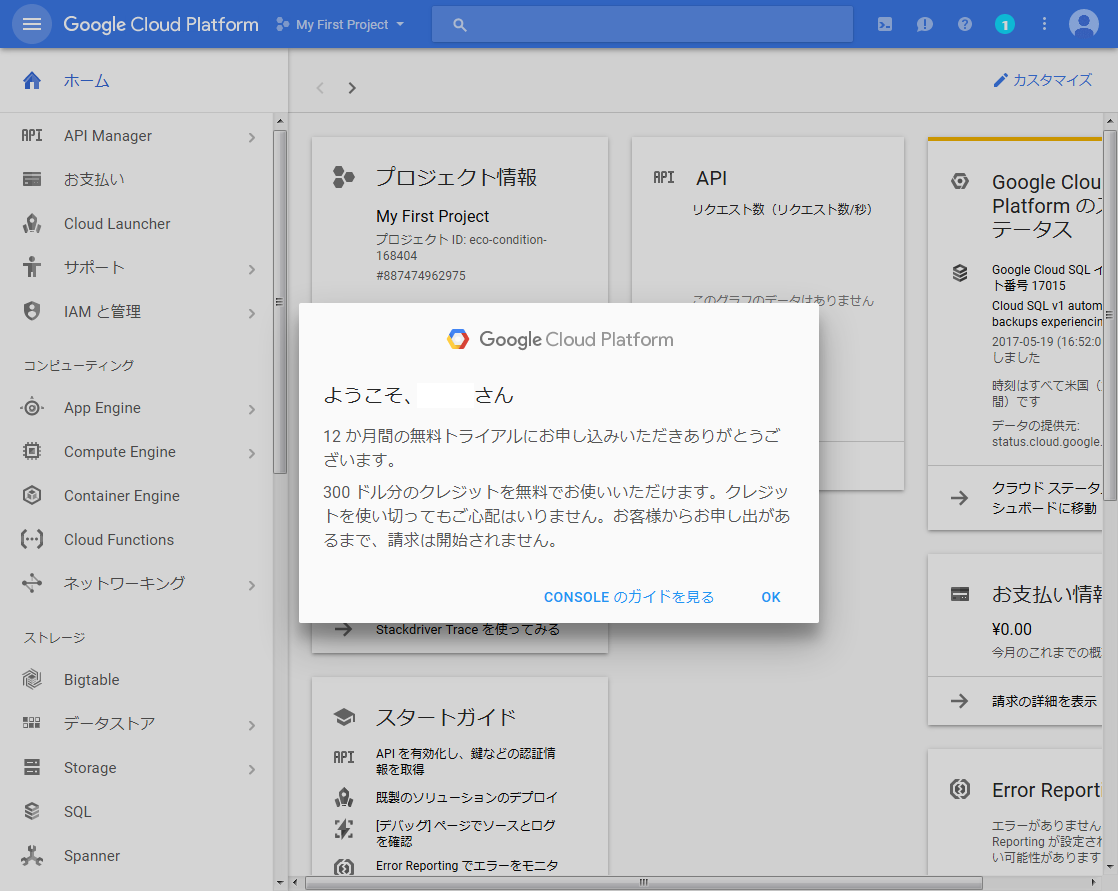 Google Cloud Platform
My First Project
1
ホーム
カスタマイズ
API
API Manager
お支払い
Cloud Launcher
サポート
IAM と管理
コンピューティング
App Engine
Compute Engine
Container Engine
Cloud Functions
ネットワーキング
ストレージ
Bigtable
データストア
Storage
SQL
Spanner
プロジェクト情報
My First Project
プロジェクト ID: eco-condition-
168404
#887474962975
API
API
リクエスト数（リクエスト数/秒）
このグラフのデータはありません
Google Clou
Platform のス
テータス
Google Cloud SQL イ
ト番号 17015
Cloud SQL v1 autom
backups experiencin
2017-05-19 (16:52:0
しました
時刻はすべて米国（
間）です
データの提供元:
status.cloud.google.
クラウド ステータ
シュボードに移動
Google Cloud Platform
ようこそ、 さん
12 か月間の無料トライアルにお申し込みいただきありがとうご
ざいます。
300 ドル分のクレジットを無料でお使いいただけます。クレジッ
トを使い切ってもご心配はいりません。お客様からお申し出があ
るまで、請求は開始されません。
CONSOLE のガイドを見る
OK
Stackdriver Trace を使ってみる
お支払い情報
¥0.00
今月のこれまでの概
請求の詳細を表示
スタートガイド
API
API を有効化し、鍵などの認証情
報を取得
既製のソリューションのデプロイ
[デバッグ] ページでソースとログ
を確認
Error Reporting でエラーをモニタ
Error Report
エラーがありません
Reporting が設定され
い可能性があります